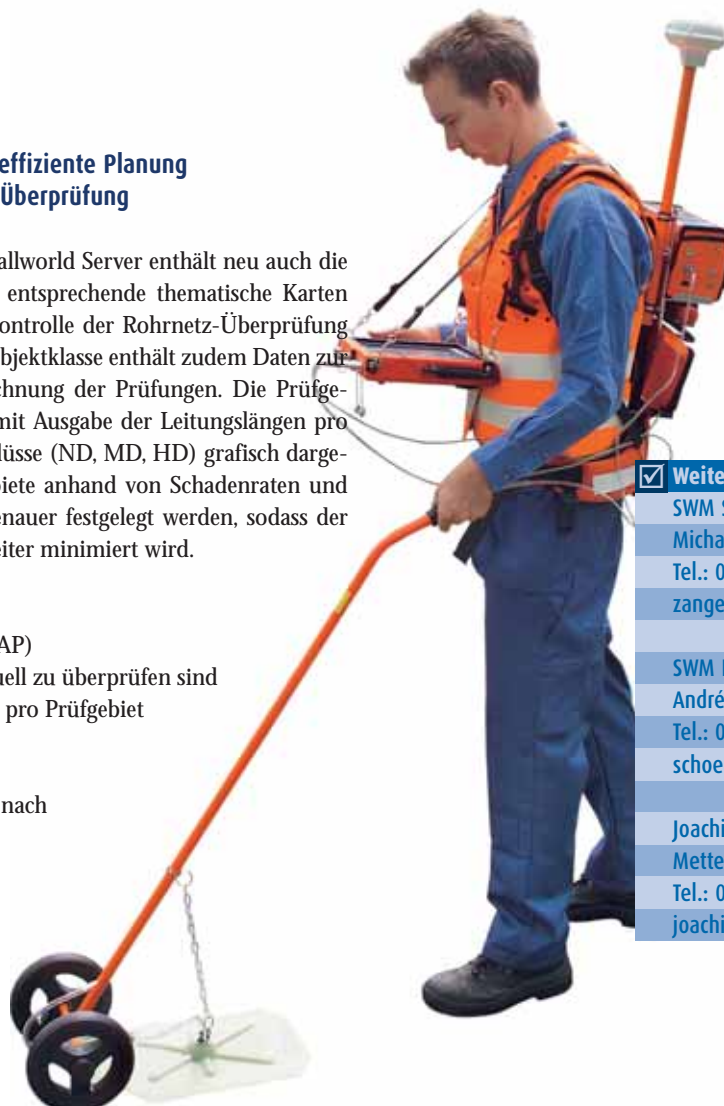 effiziente Planung
Überprüfung
allworld Server enthält neu auch die
entsprechende thematische Karten
ontrolle der Rohrnetz-Überprüfung
bjektklasse enthält zudem Daten zur
chnung der Prüfungen. Die Prüfge-
mit Ausgabe der Leitungslängen pro
lüsse (ND, MD, HD) grafisch darge-
biete anhand von Schadenraten und
enauer festgelegt werden, sodass der
eiter minimiert wird.
AP)
uell zu überprüfen sind
pro Prüfgebiet
nach
Weite
SWM S
Micha
Tel.: 0
zange
SWM
André
Tel.: 0
schoe
Joachi
Mette
Tel.: 0
joachi